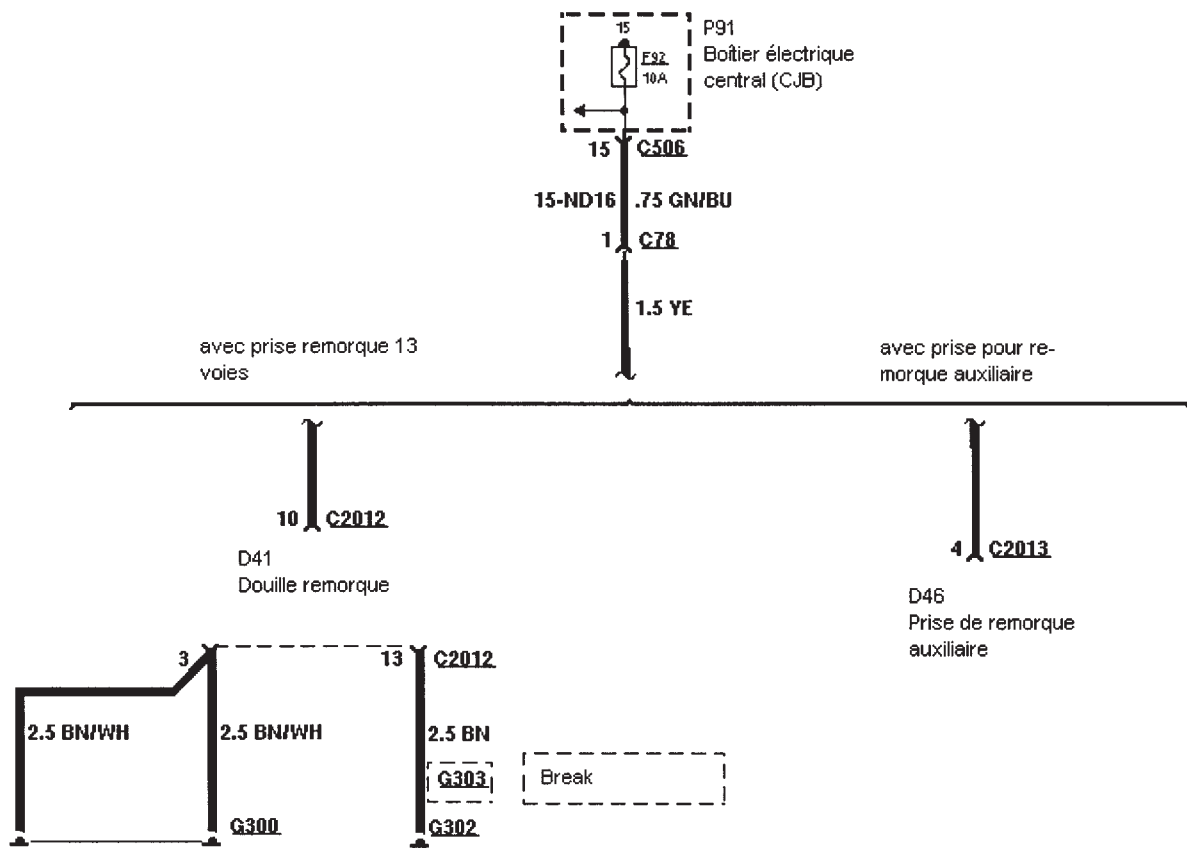 15
F92
10A
P91
Boîtier électrique
central (CJB)
15 C506
15-ND16 .75 GN/BU
1 C78
1.5 YE
avec prise remorque 13
voies
avec prise pour re-
morque auxiliaire
10 C2012
D41
Douille remorque
4 C2013
D46
Prise de remorque
auxiliaire
3
13 C2012
2.5 BN/WH
2.5 BN/WH
2.5 BN
G303
Break
G300
G302